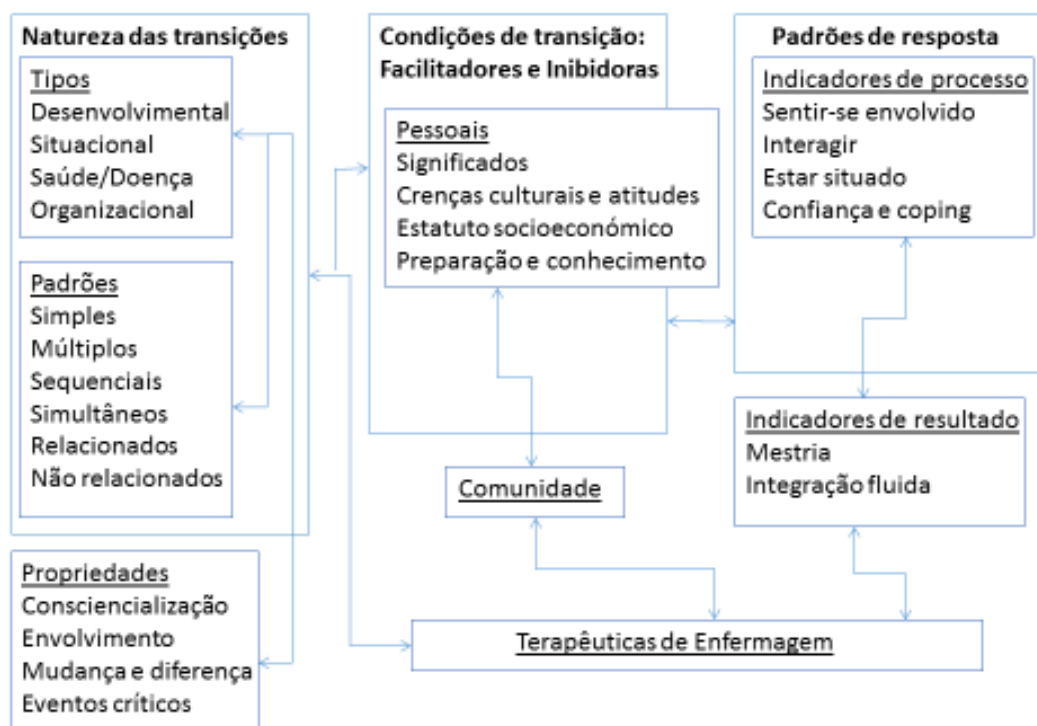 Natureza das transições
Tipos
Desenvolvimental
Situacional
Saúde/Doença
Organizacional
Padrões
Simples
Múltiplos
Sequenciais
Simultâneos
Relacionados
Não relacionados
Propriedades
Consciencialização
Envolvimento
Mudança e diferença
Eventos críticos
Condições de transição:
Facilitadores e Inibidoras
Pessoais
Significados
Crenças culturais e atitudes
Estatuto socioeconómico
Preparação e conhecimento
Comunidade
Padrões de resposta
Indicadores de processo
Sentir-se envolvido
Interagir
Estar situado
Confiança e coping
Indicadores de resultado
Mestria
Integração fluida
Terapêuticas de Enfermagem